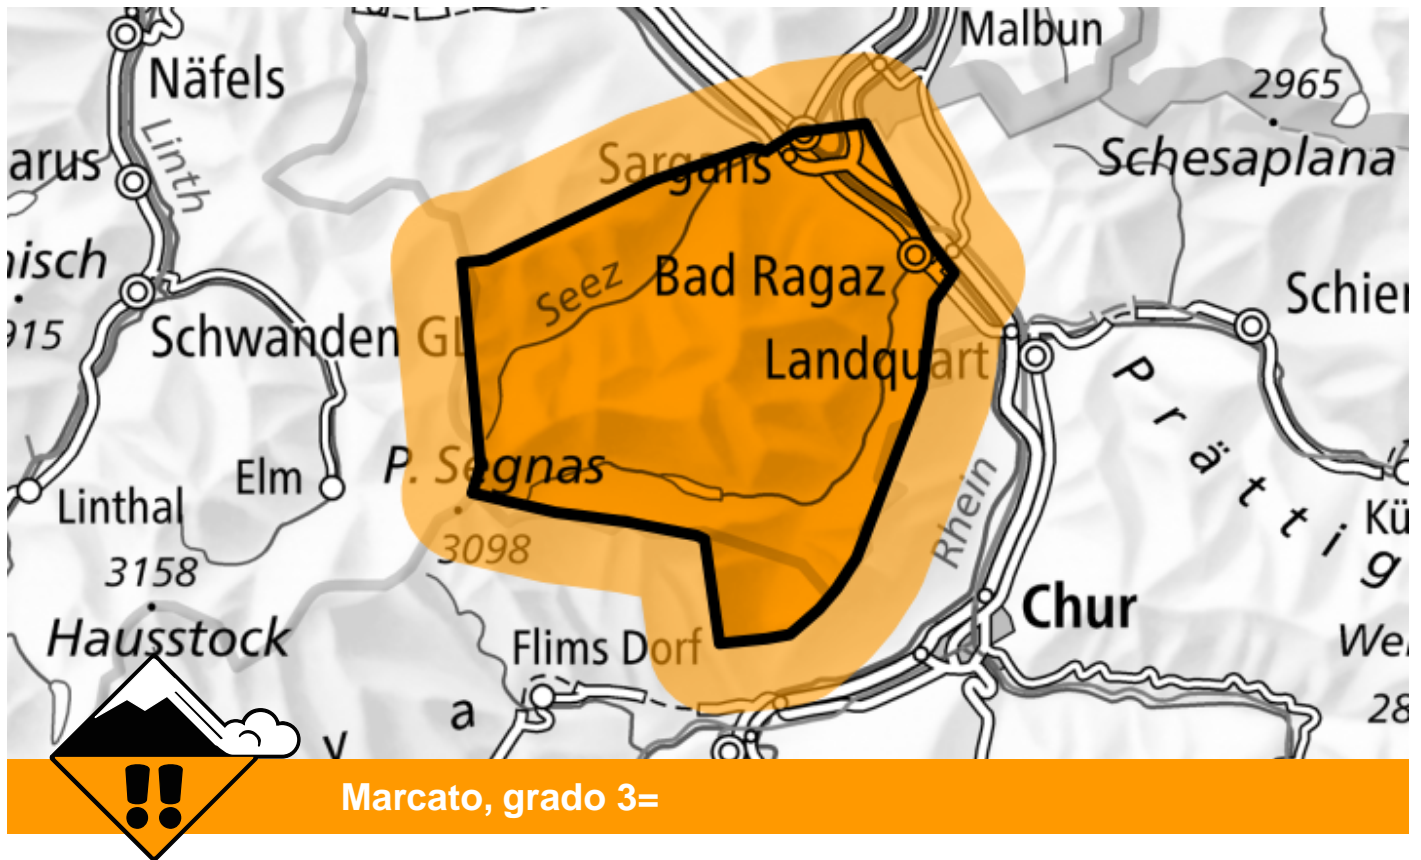 Malbun
Näfels
2965
arus
Linth
Sargans
Schesaplana
nisch
Seez
Bad Ragaz
Schier
915
Schwanden GL
Landquart
Prättig
P. Segnas
Elm
Linthal
Rhein
Kü
3098
3158
Chur
Hausstock
Flims Dorf
We
a
28
v
Marcato, grado 3=